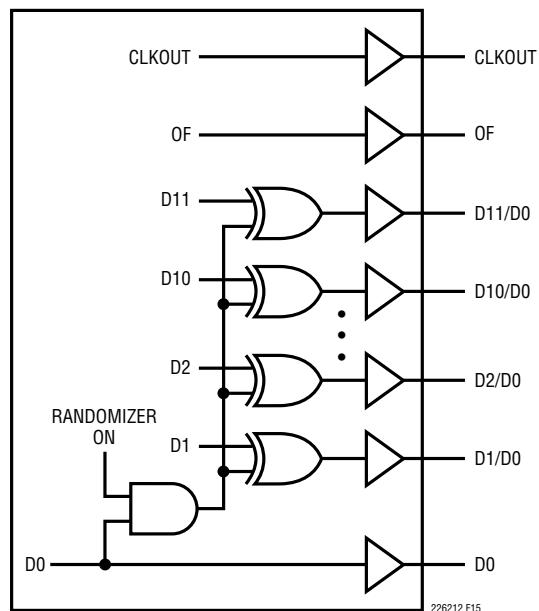 CLKOUT
CLKOUT
OF
OF
D11
D11/D0
D10
D10/D0
D2
D2/D0
RANDOMIZER
ON
D1
D1/D0
D0
D0
226212 F15